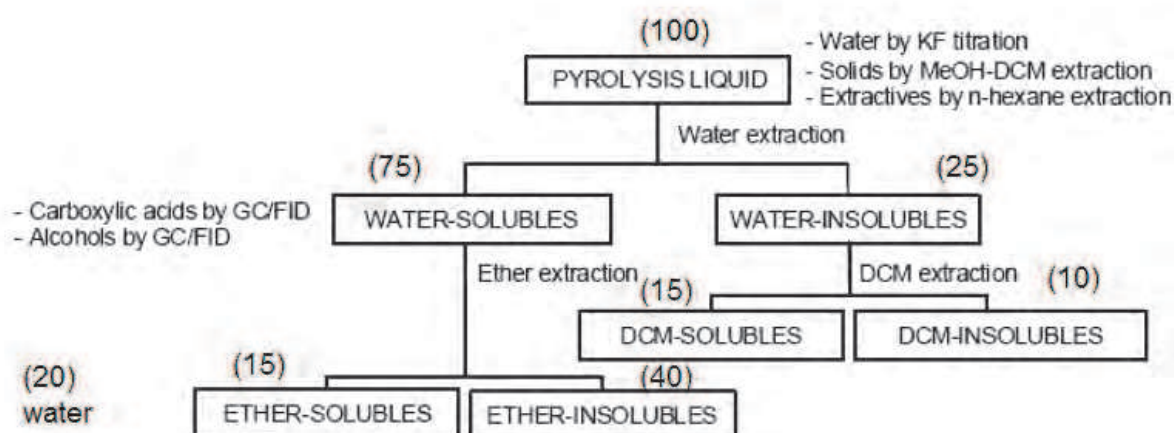 (100)
PYROLYSIS LIQUID
- Water by KF titration
- Solids by MeOH-DCM extraction
- Extractives by n-hexane extraction
Water extraction
(75)
(25)
- Carboxylic acids by GC/FID
- Alcohols by GC/FID
WATER-SOLUBLES
WATER-INSOLUBLES
Ether extraction
DCM extraction
(15)
(10)
DCM-SOLUBLES
DCM-INSOLUBLES
(20)
water
(15)
(40)
ETHER-SOLUBLES
ETHER-INSOLUBLES